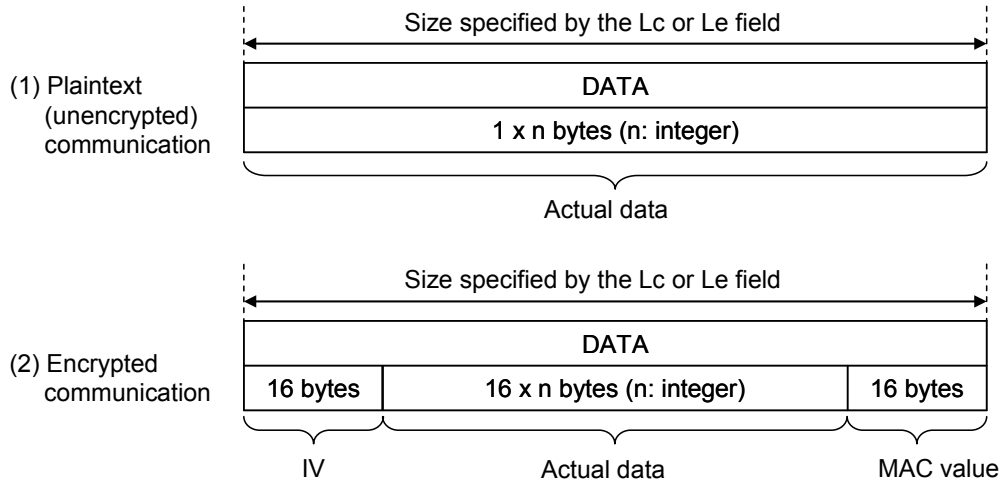 Size specified by the Lc or Le field
(1) Plaintext
(unencrypted)
communication
DATA
1 x n bytes (n: integer)
Actual data
Size specified by the Lc or Le field
(2) Encrypted
communication
DATA
16 bytes
16 x n bytes (n: integer)
16 bytes
IV
Actual data
MAC value